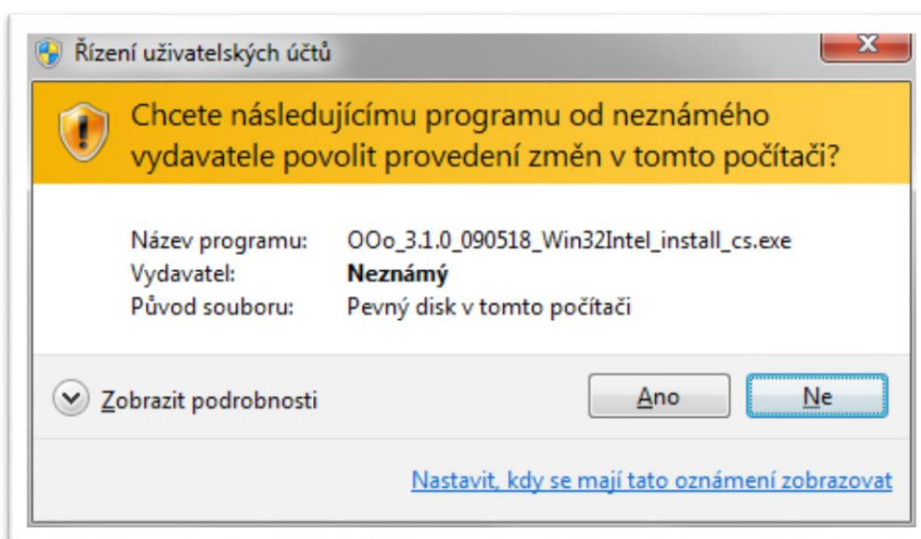 Řízení uživatelských účtů
Chcete následujícímu programu od neznámého
vydavatele povolit provedení změn v tomto počítači?
Název programu: OOo_3.1.0_090518_Win32Intel_install_cs.exe
Vydavatel: Neznámý
Původ souboru: Pevný disk v tomto počítači
Zobrazit podrobnosti Ano Ne
Nastavit, kdy se mají tato oznámení zobrazovat